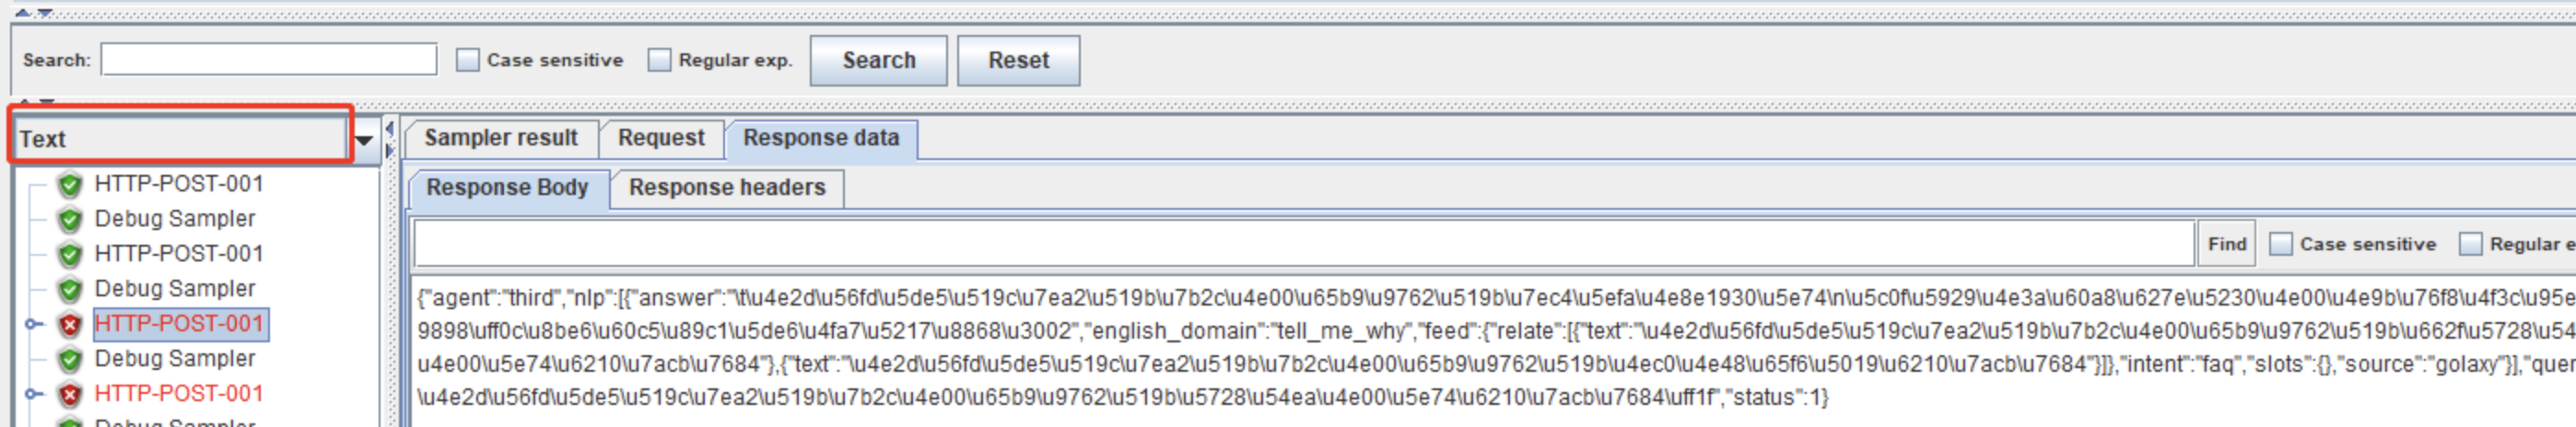 Search:
Case sensitive
Regular exp.
Search
Reset
Text
Sampler result
Request
Response data
HTTP-POST-001
Response Body
Response headers
Debug Sampler
HTTP-POST-001
Find
Case sensitive
Regular e
Debug Sampler
HTTP-POST-001
Debug Sampler
HTTP-POST-001
Debug Sampler
{"agent":"third","nlp":[{"answer":"\t\u4e2d\u56fd\u5de5\u519c\u7ea2\u519b\u7b2c\u4e00\u65b9\u9762\u519b\u7ec4\u5efa\u4e8e1930\u5e74\n\u5c0f\u5929\u4e3a\u60a8\u627e\u5230\u4e00\u4e9b\u76f8\u4f3c\u95e
9898\uff0c\u8be6\u60c5\u89c1\u5de6\u4fa7\u5217\u8868\u3002","english_domain":"tell_me_why","feed":{"relate":[{"text":"\u4e2d\u56fd\u5de5\u519c\u7ea2\u519b\u7b2c\u4e00\u65b9\u9762\u519b\u662f\u5728\u54
u4e00\u5e74\u6210\u7acb\u7684"},{"text":"\u4e2d\u56fd\u5de5\u519c\u7ea2\u519b\u7b2c\u4e00\u65b9\u9762\u519b\u4ec0\u4e48\u65f6\u5019\u6210\u7acb\u7684"}]},"intent":"faq","slots":{},"source":"golaxy"}],"quer
\u4e2d\u56fd\u5de5\u519c\u7ea2\u519b\u7b2c\u4e00\u65b9\u9762\u519b\u5728\u54ea\u4e00\u5e74\u6210\u7acb\u7684\uff1f","status":1}